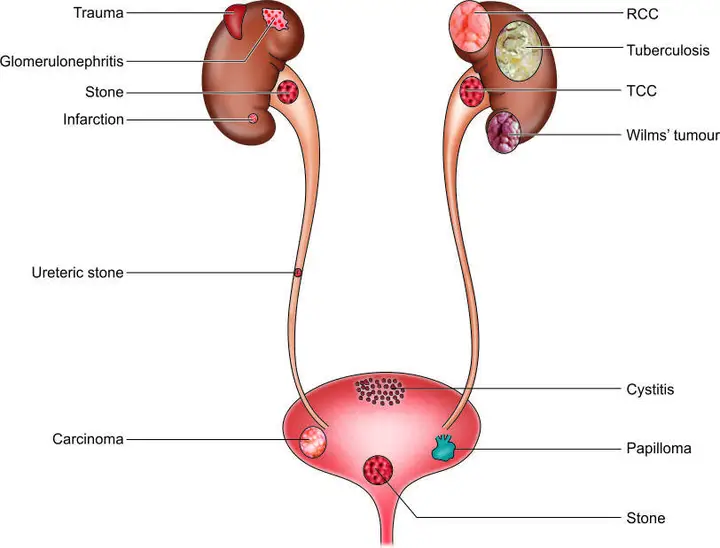 Trauma
Glomerulonephritis
Stone
Infarction
Ureteric stone
Carcinoma
RCC
Tuberculosis
TCC
Wilms’ tumour
Cystitis
Papilloma
Stone